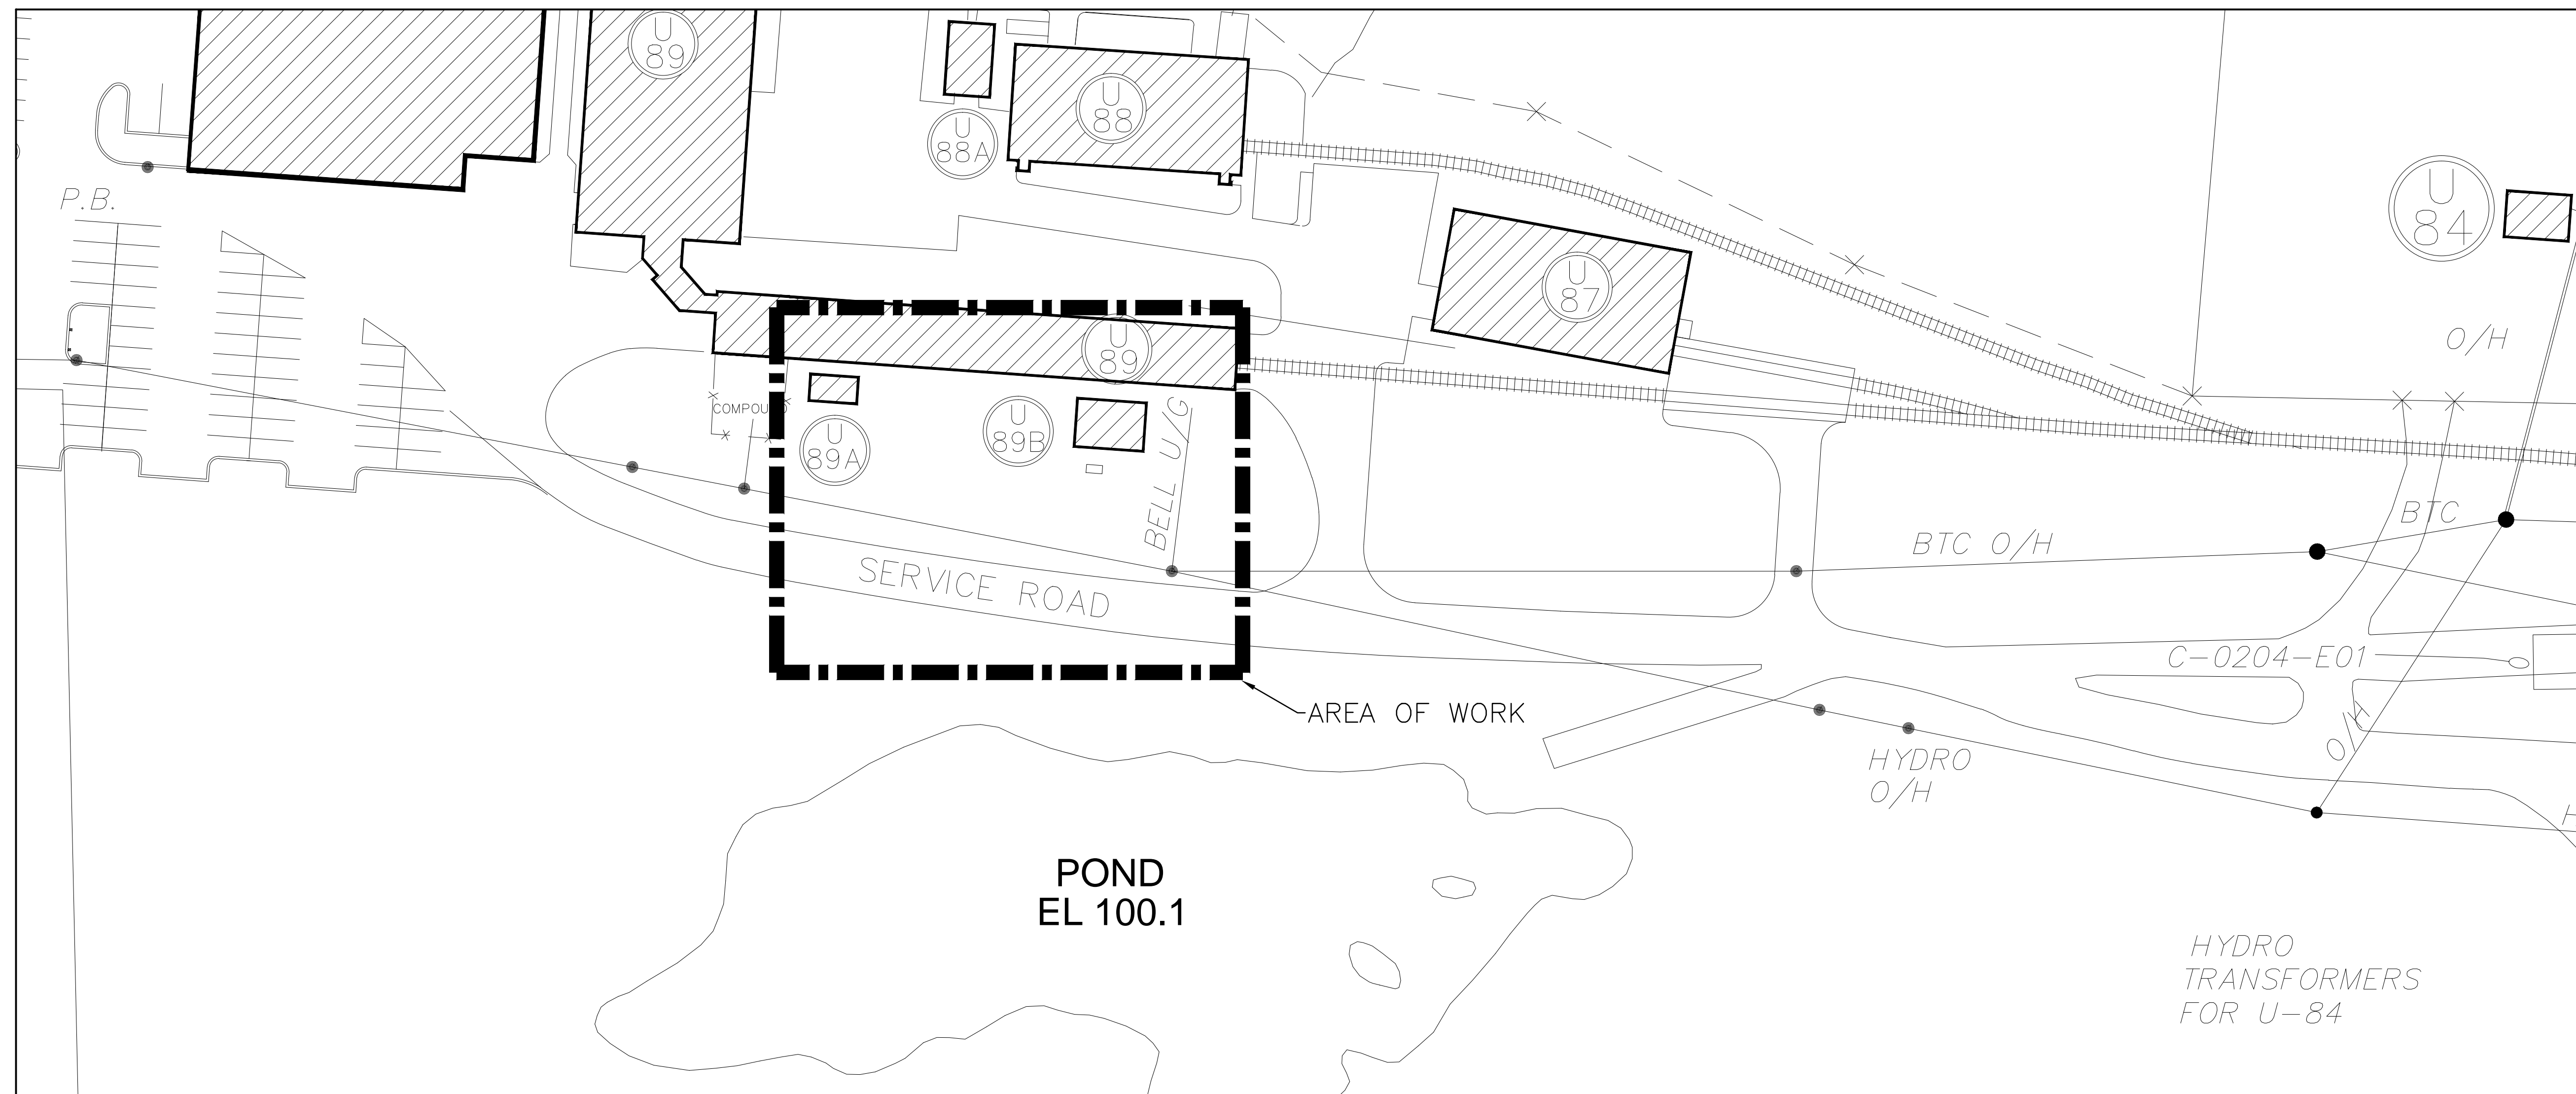 U
89
U
88
U
88A
P.B.
U
84
U
87
O/H
U
89
COMPOUND
U
89B
U
89A
BELL U/G
BTC
BTC O/H
SERVICE ROAD
C-0204-E01
AREA OF WORK
O/H
HYDRO
O/H
H
POND
EL 100.1
HYDRO
TRANSFORMERS
FOR U-84